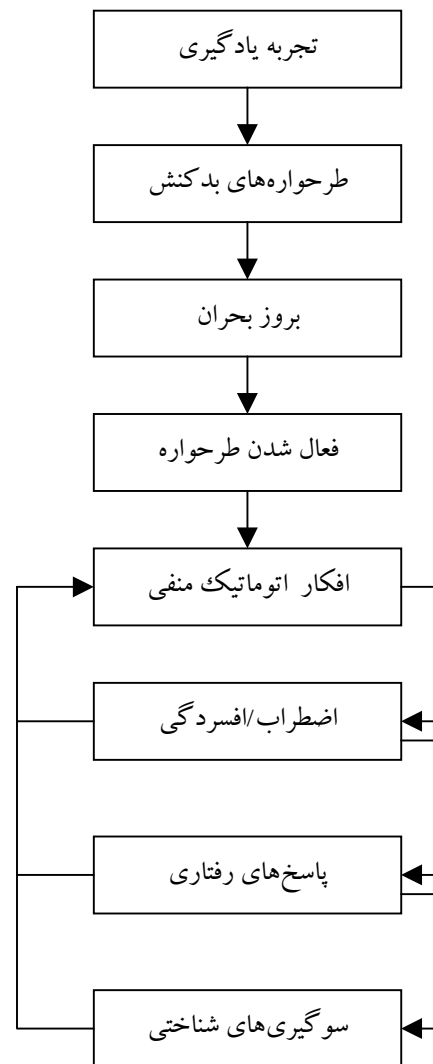 تجربه یادگیری
طرحواره‌های بدکنش
بروز بحران
فعال شدن طرحواره
افکار اتوماتیک منفی
اضطراب/افسردگی
پاسخ‌های رفتاری
سوگیری‌های شناختی